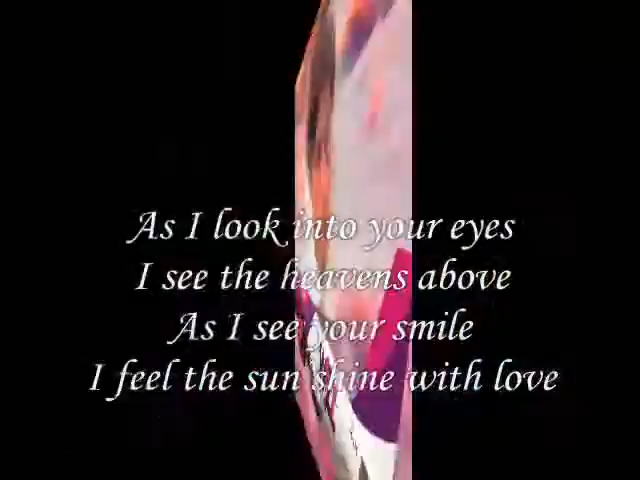 As I look into your eyes
I see the heavens above
As I see your smile
I feel the sun shine with love